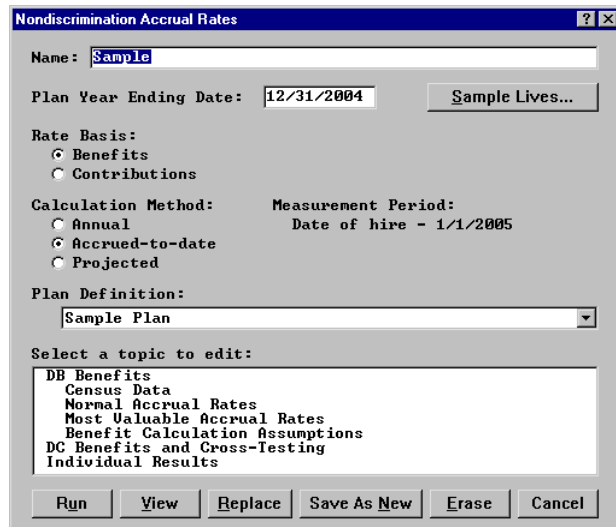 Nondiscrimination Accrual Rates
Name: Sample
Plan Year Ending Date: 12/31/2004 Sample Lives...
Rate Basis:
Benefits
Contributions
Calculation Method: Measurement Period:
Annual Date of hire - 1/1/2005
Accrued-to-date
Projected
Plan Definition:
Sample Plan
Select a topic to edit:
DB Benefits
Census Data
Normal Accrual Rates
Most Valuable Accrual Rates
Benefit Calculation Assumptions
DC Benefits and Cross-Testing
Individual Results
Run View Replace Save As New Erase Cancel